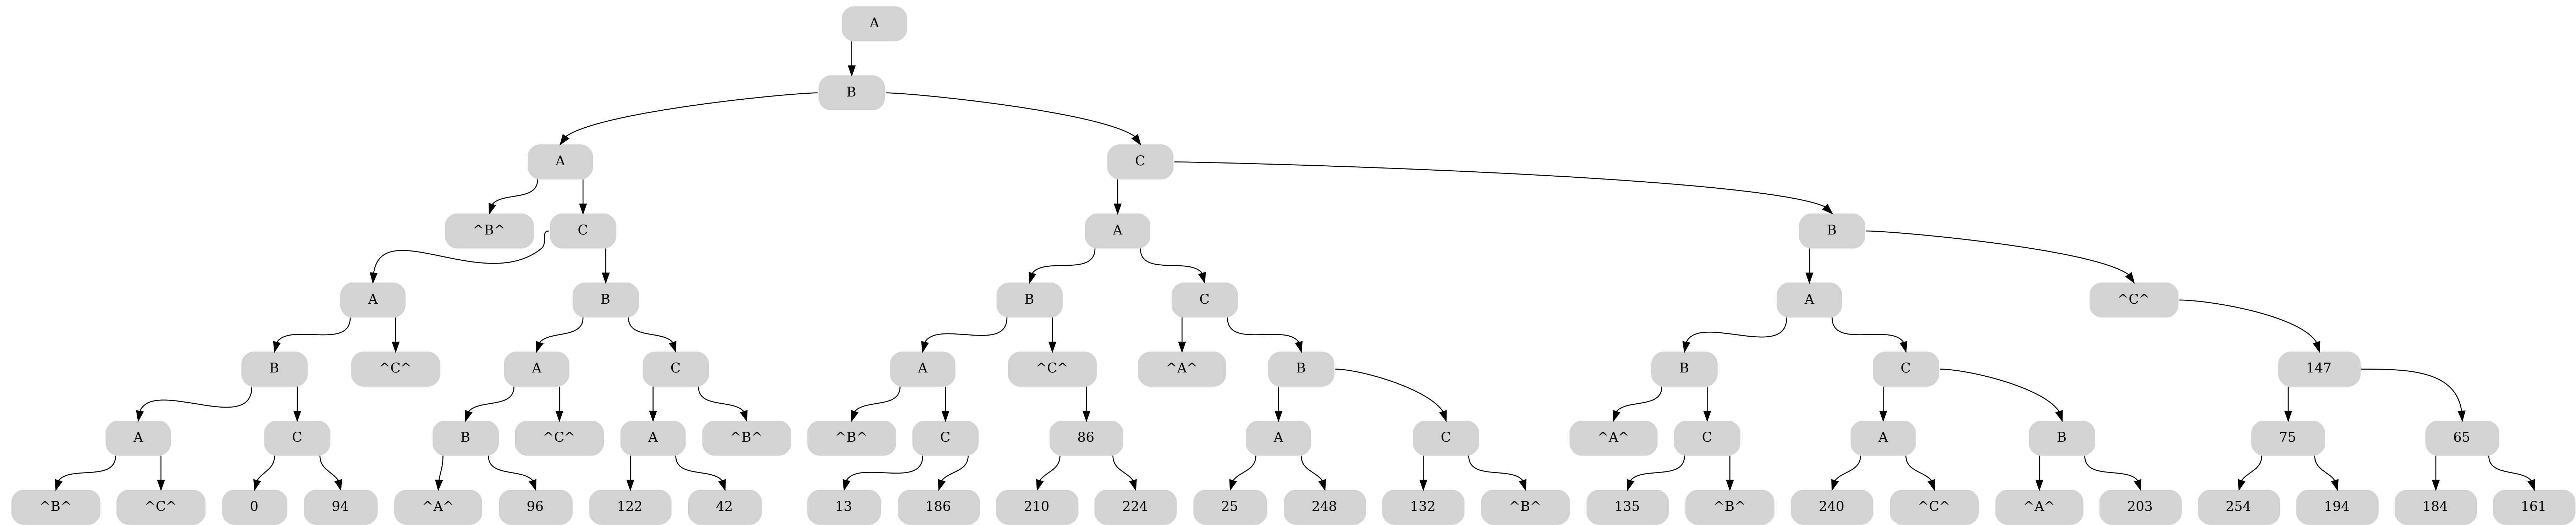 A
B
A C
^B^ C A B
A B B C A ^C^
B ^C^ A C A ^C^ ^A^ B B C 147
A C B ^C^ A ^B^ ^B^ C 86 A C ^A^ C A B 75 65
^B^ ^C^ 0 94 ^A^ 96 122 42 13 186 210 224 25 248 132 ^B^ 135 ^B^ 240 ^C^ ^A^ 203 254 194 184 161